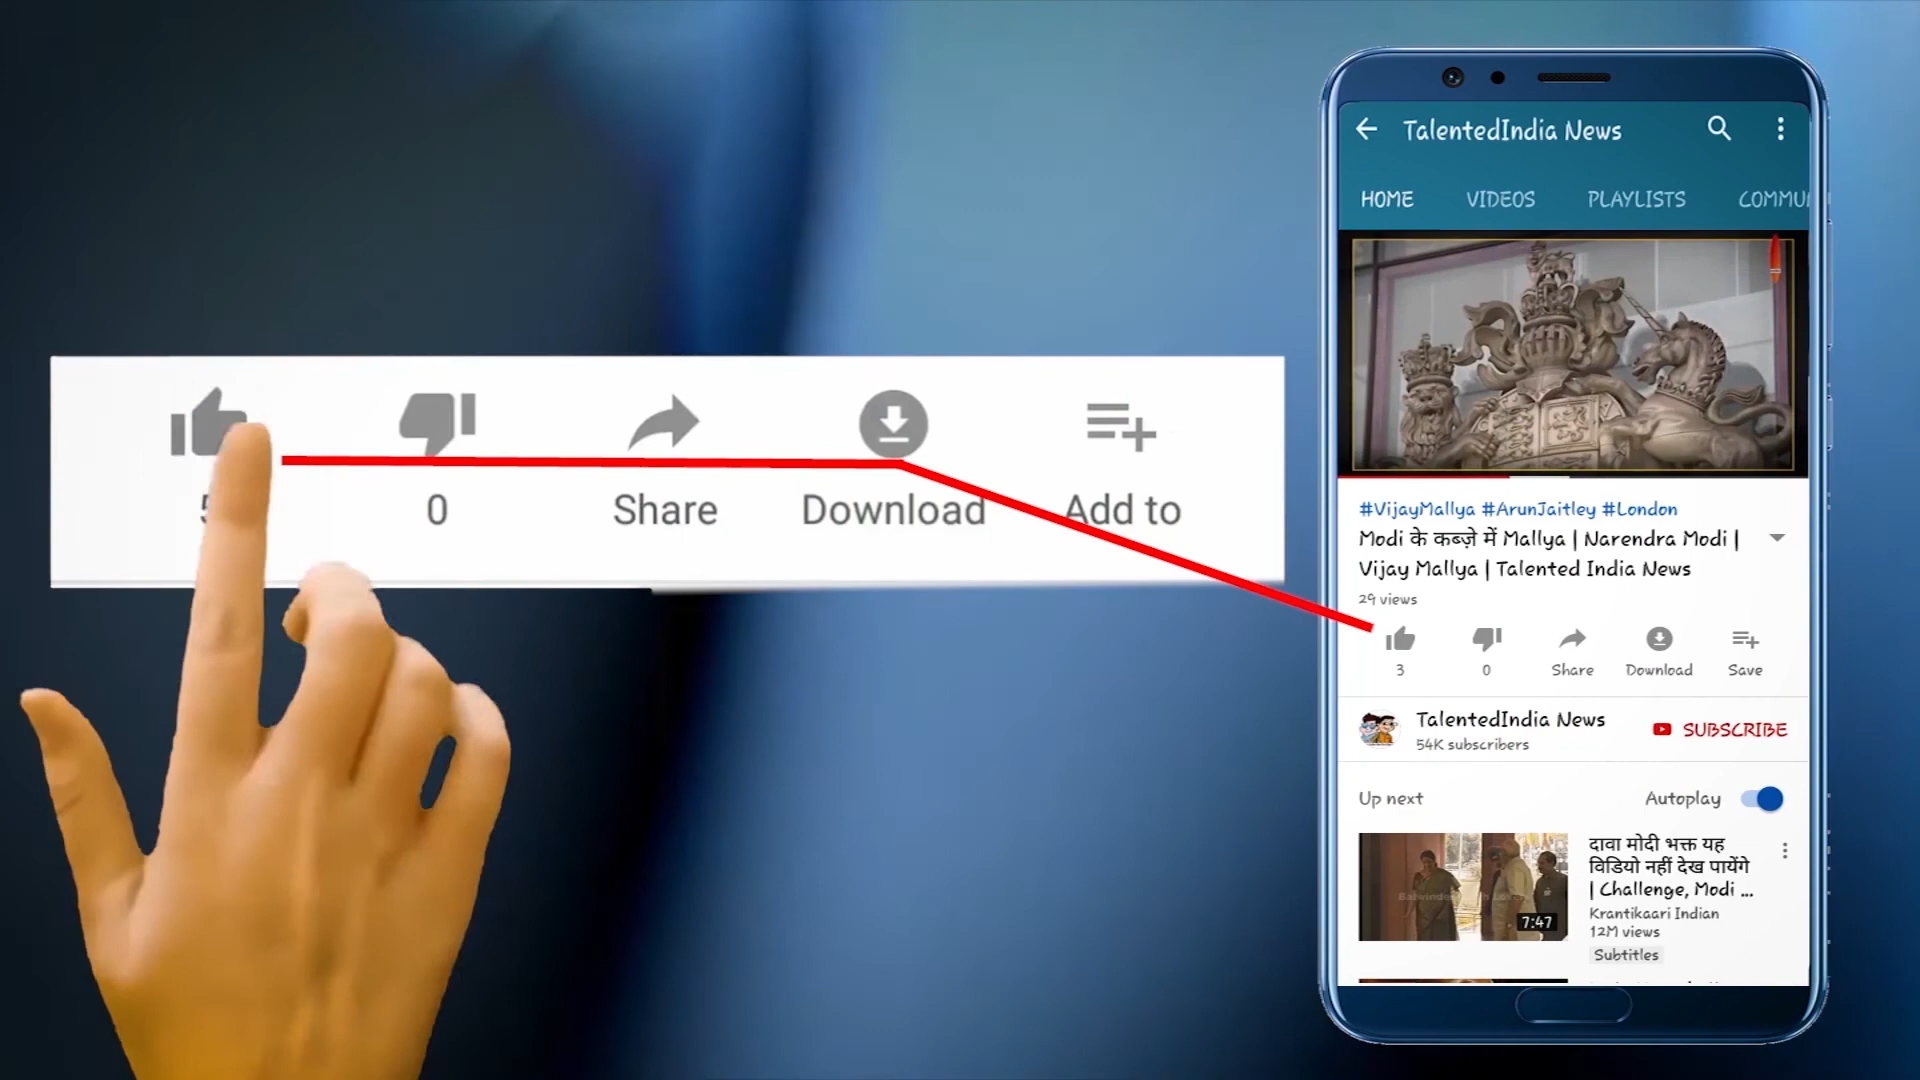 5
0
Share
Download
Add to
TalentedIndia News
HOME
VIDEOS
PLAYLISTS
#VijayMallya #ArunJaitley #London
Modi के कब्ज़े में Mallya | Narendra Modi |
Vijay Mallya | Talented India News
29 views
3
0
Share
Download
Save
TalentedIndia News
54K subscribers
SUBSCRIBE
Up next
Autoplay
7:47
दावा मोदी भक्त यह
विडियो नहीं देख पायेंगे
| Challenge, Modi ...
Krantikaari Indian
12M views
Subtitles